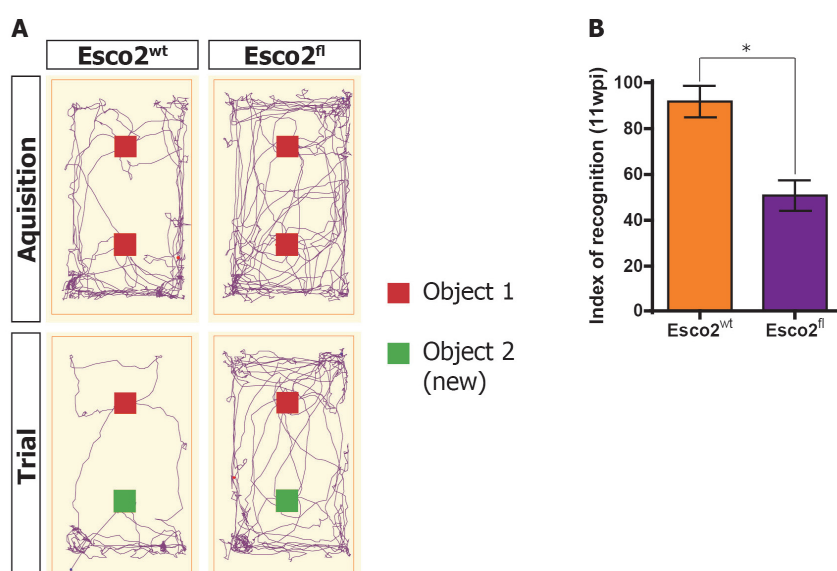 A
Esco2wt
Esco2fl
Aquisition
Trial
Object 1
Object 2
(new)
B
*
Index of recognition (11wpi)
100
80
60
40
20
0
Esco2wt
Esco2fl